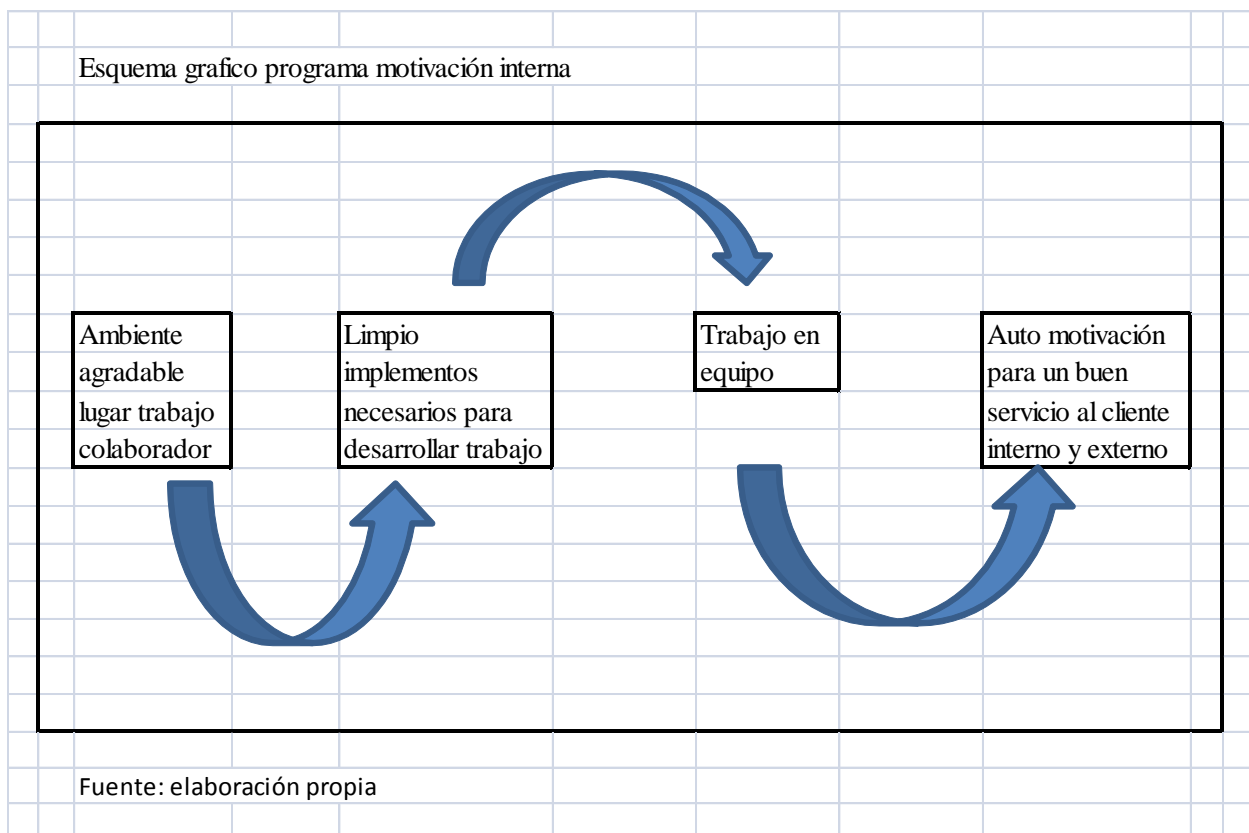 Esquema grafico programa motivación interna
Ambiente
agradable
lugar trabajo
colaborador
Limpio
implementos
necesarios para
desarrollar trabajo
Trabajo en
equipo
Auto motivación
para un buen
servicio al cliente
interno y externo
Fuente: elaboración propia